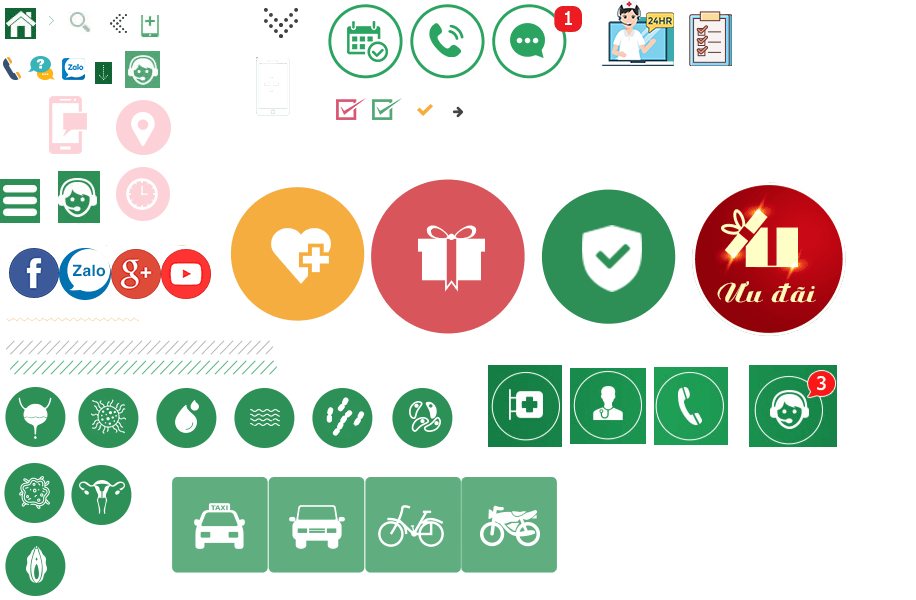 1
24HR
?
Zalo
3
Ưu đãi
f
Zalo
g+
TAXI